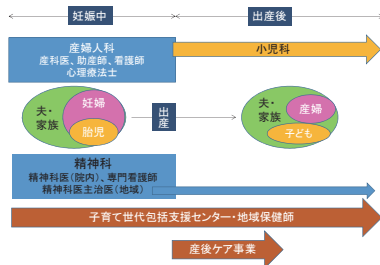 妊娠中
出産後
産婦人科
産科医、助産師、看護師
心理療法士
小児科
夫・
家族
妊婦
胎児
出
産
夫・
家族
産婦
子ども
精神科
精神科医(院内)、専門看護師
精神科医主治医(地域)
子育て世代包括支援センター・地域保健師
産後ケア事業